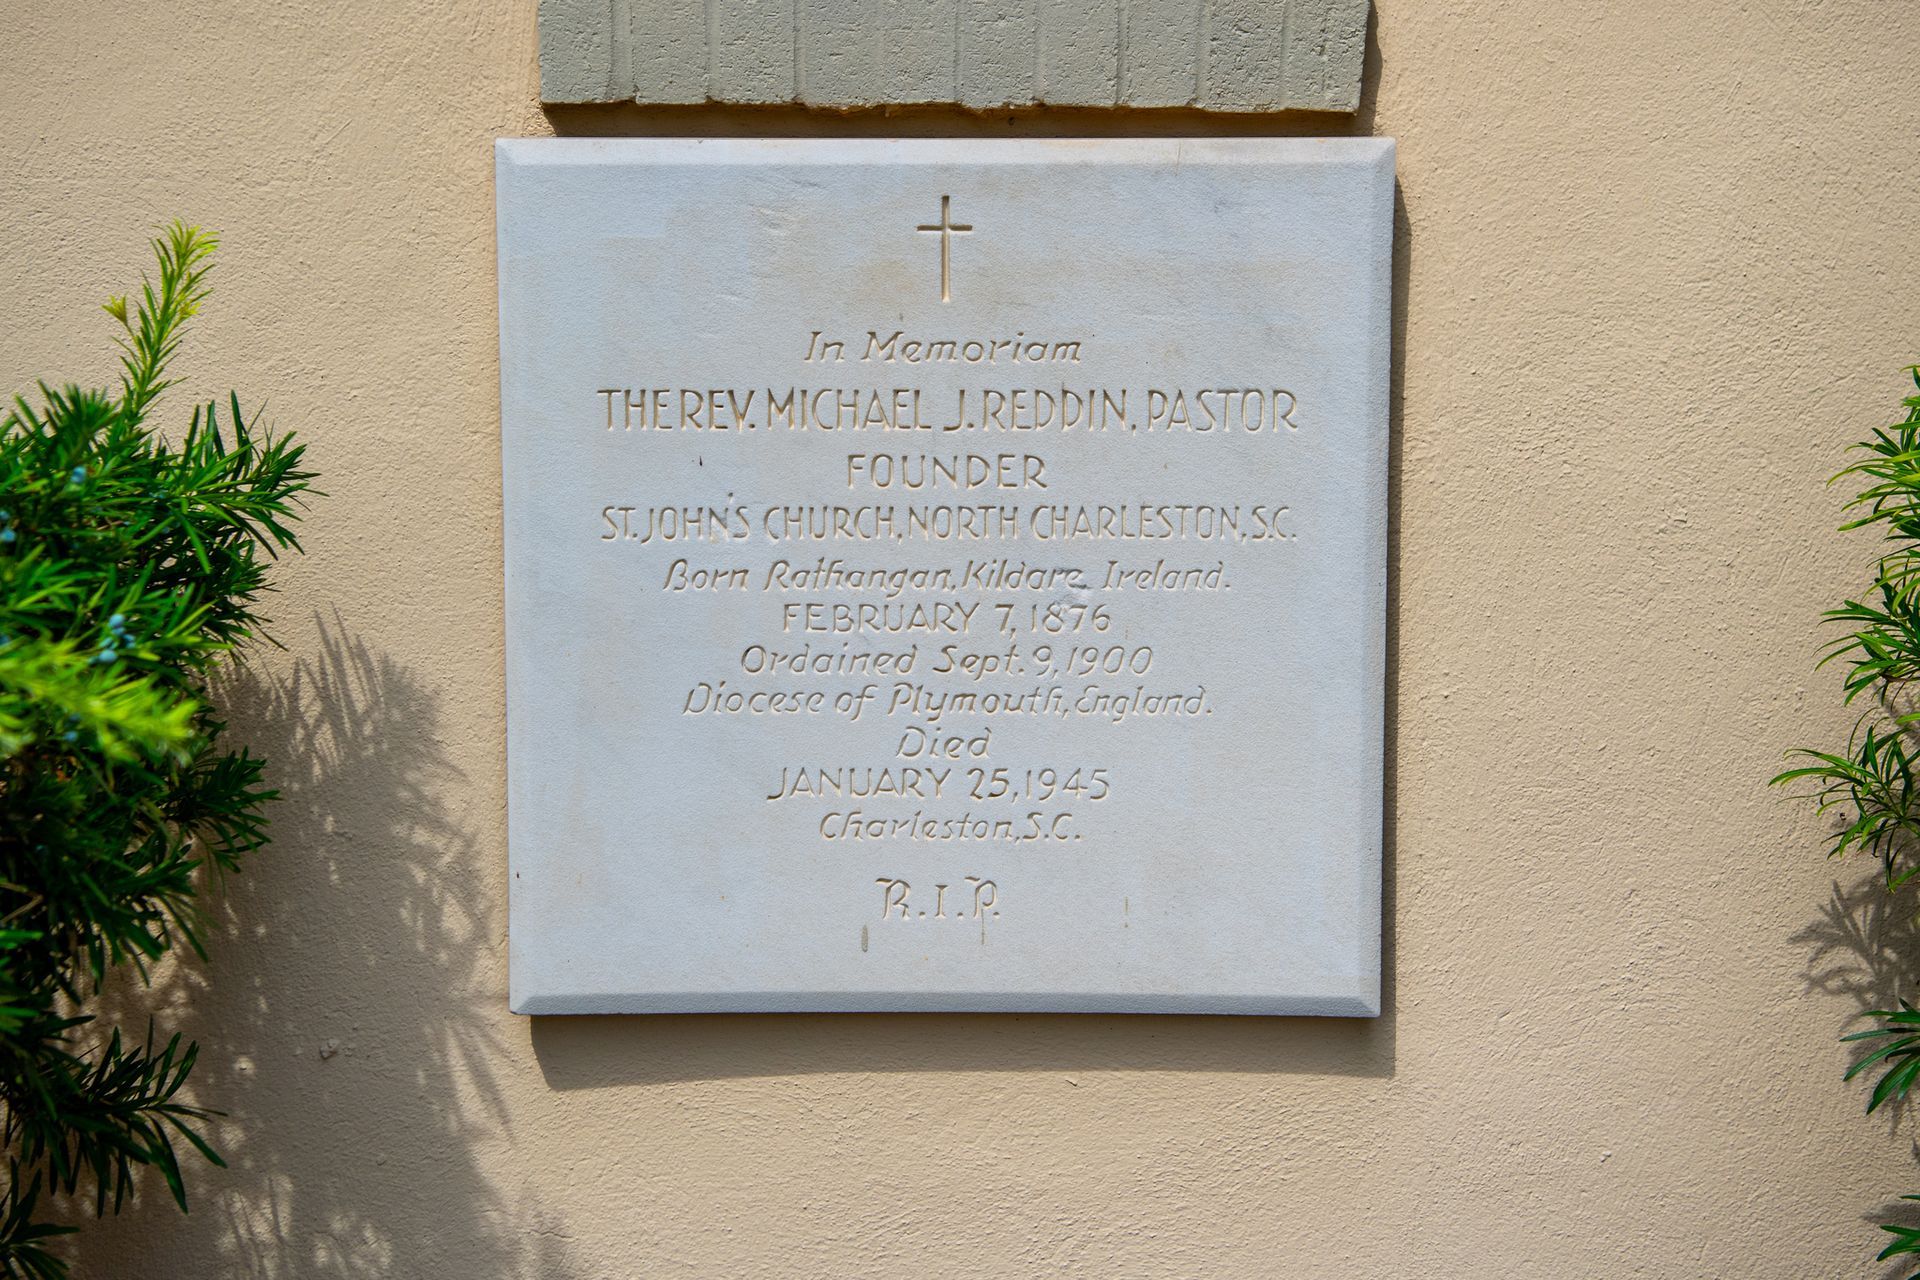 In Memoriam
THE REV. MICHAEL J. REDDIN, PASTOR
FOUNDER
ST. JOHN'S CHURCH, NORTH CHARLESTON, S.C.
Born Rathangan, Kildare Ireland.
FEBRUARY 7, 1876
Ordained Sept. 9, 1900
Diocese of Plymouth, England.
Died
JANUARY 25, 1945
Charleston, S.C.
R.I.P.